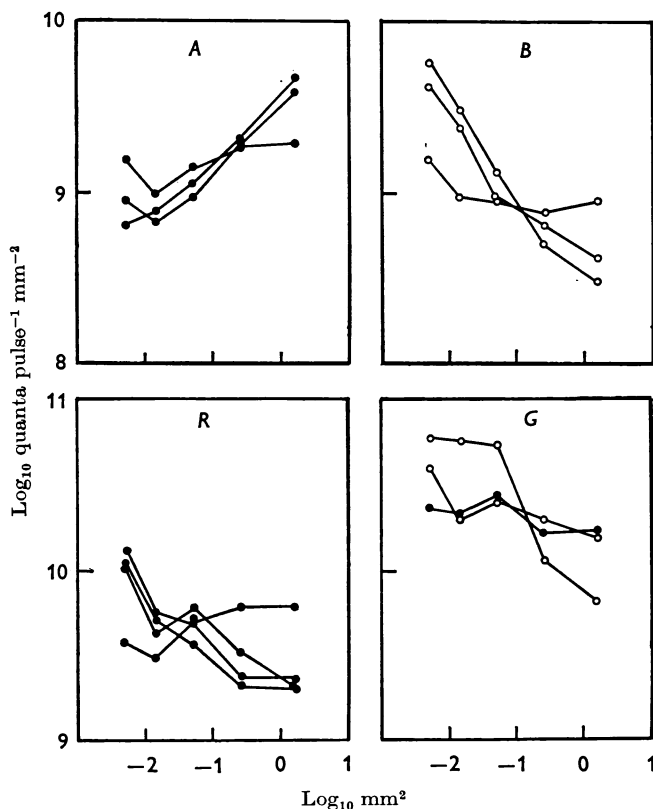 10
A
B
9
8
Log₁₀ quanta pulse⁻¹ mm⁻²
11
R
G
10
9
−2 −1 0 1
−2 −1 0 1
Log₁₀ mm²